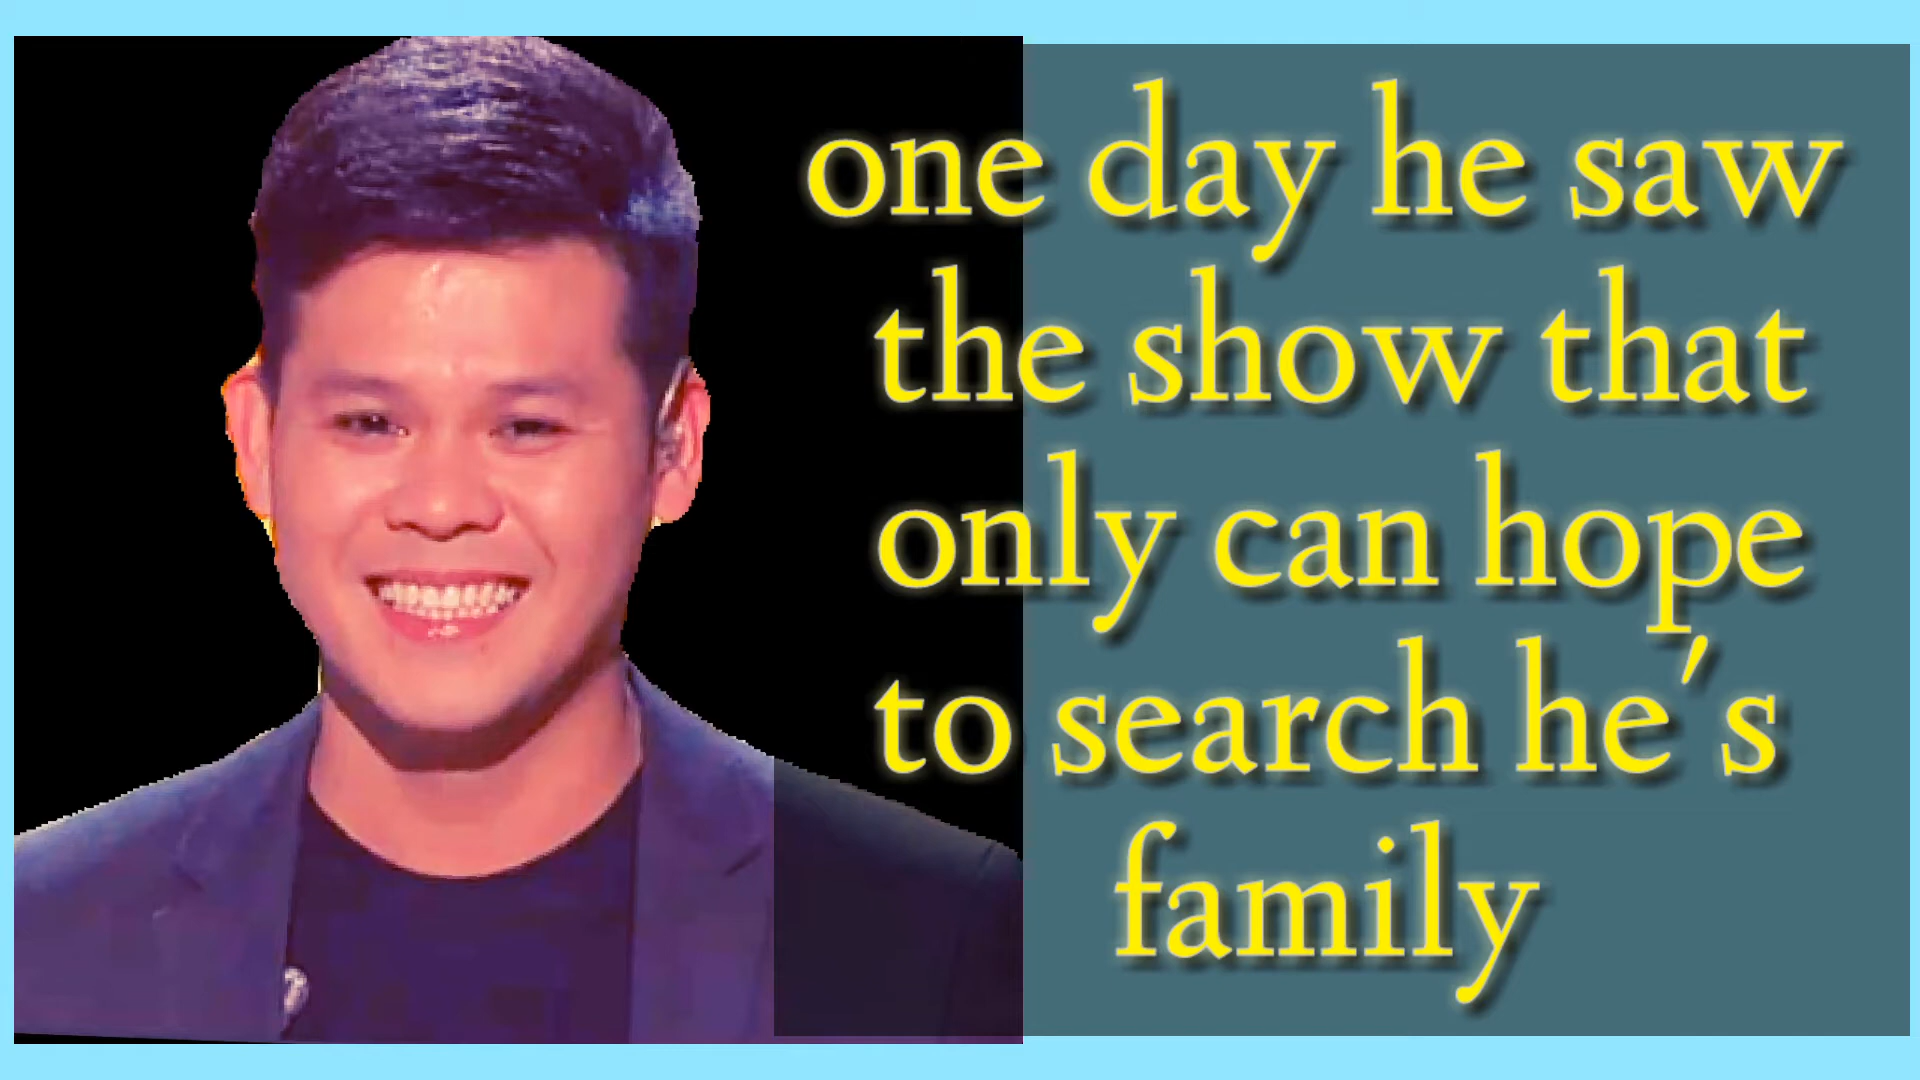 one day he saw
the show that
only can hope
to search he's
family